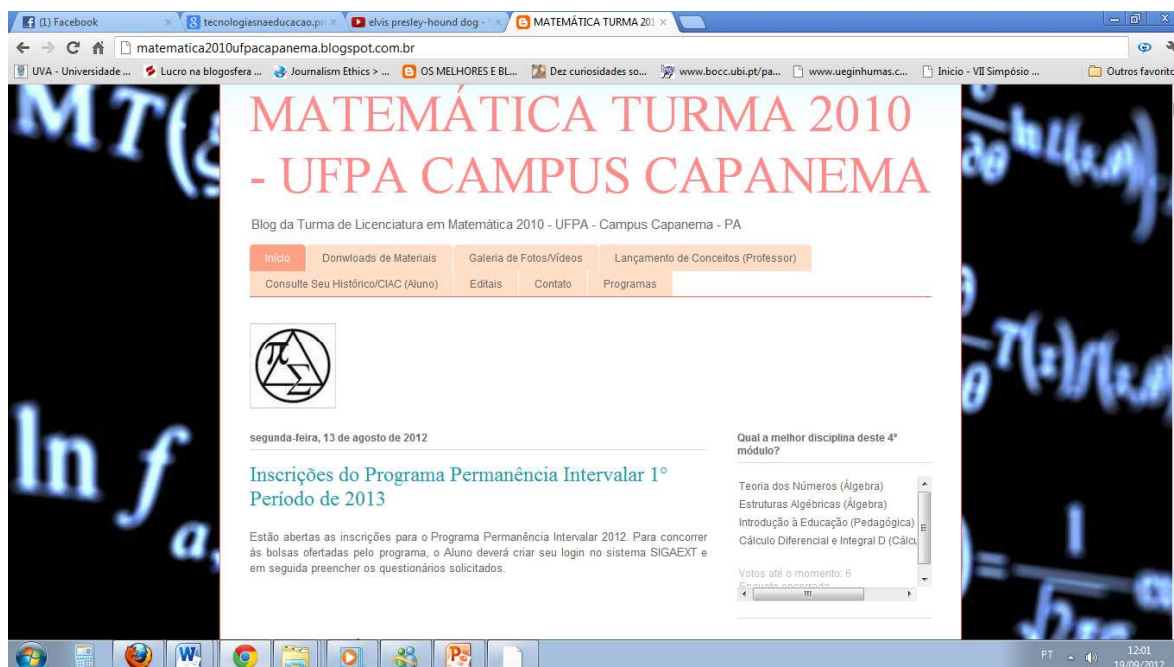 (1) Facebook
tecnologiasnaeducacao.pr
elvis presley-hound dog -
MATEMÁTICA TURMA 201
matematica2010ufpacapanema.blogspot.com.br
UVA - Universidade ...
Lucro na blogosfera ...
Journalism Ethics > ...
OS MELHORES E BL...
Dez curiosidades so...
www.bocc.ubi.pt/pa...
www.ueginhumas.c...
Inicio - VII Simpósio ...
Outros favorito
MATEMÁTICA TURMA 2010
- UFPA CAMPUS CAPANEMA
Blog da Turma de Licenciatura em Matemática 2010 - UFPA - Campus Capanema - PA
Início
Donwloads de Materiais
Galeria de Fotos/Vídeos
Lançamento de Conceitos (Professor)
Consulte Seu Histórico/CIAC (Aluno)
Editais
Contato
Programas
π
Σ
segunda-feira, 13 de agosto de 2012
Inscrições do Programa Permanência Intervalar 1°
Período de 2013
Estão abertas as inscrições para o Programa Permanência Intervalar 2012. Para concorrer
às bolsas ofertadas pelo programa, o Aluno deverá criar seu login no sistema SIGAEXT e
em seguida preencher os questionários solicitados.
Qual a melhor disciplina deste 4°
módulo?
Teoria dos Números (Álgebra)
Estruturas Algébricas (Álgebra)
Introdução à Educação (Pedagógica)
Cálculo Diferencial e Integral D (Cálcu
Votos até o momento: 6
Enquete encerrada
ln f
a,
PT
12:01
19/09/2012